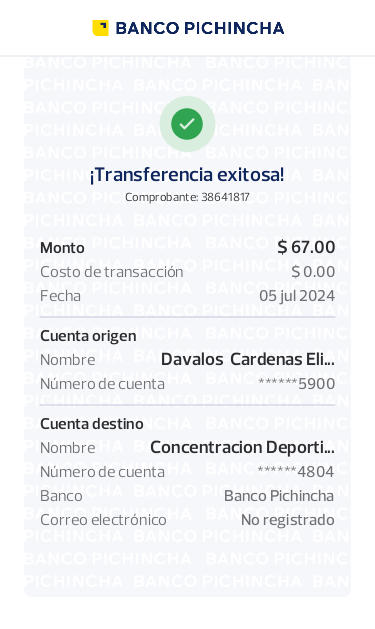 BANCO PICHINCHA
¡Transferencia exitosa!
Comprobante: 38641817
Monto $ 67.00
Costo de transacción $ 0.00
Fecha 05 jul 2024
Cuenta origen
Nombre Davalos Cardenas Eli...
Número de cuenta ******5900
Cuenta destino
Nombre Concentracion Deporti...
Número de cuenta ******4804
Banco Banco Pichincha
Correo electrónico No registrado